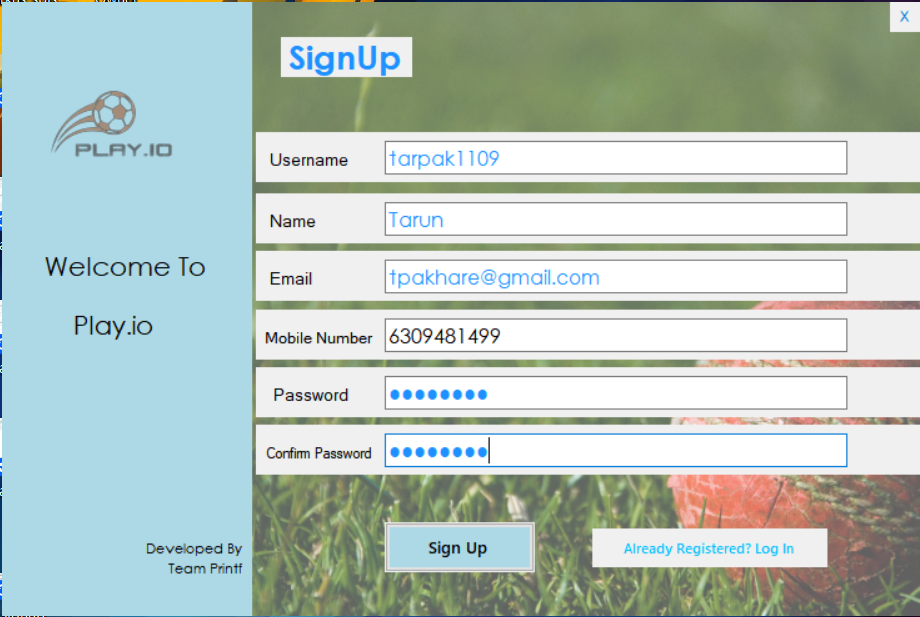 X
SignUp
PLAY.IO
Username tarpak1109
Name Tarun
Email tpakhare@gmail.com
Mobile Number 6309481499
Password ●●●●●●●●
Confirm Password ●●●●●●●●
Welcome To
Play.io
Sign Up
Already Registered? Log In
Developed By
Team Printf